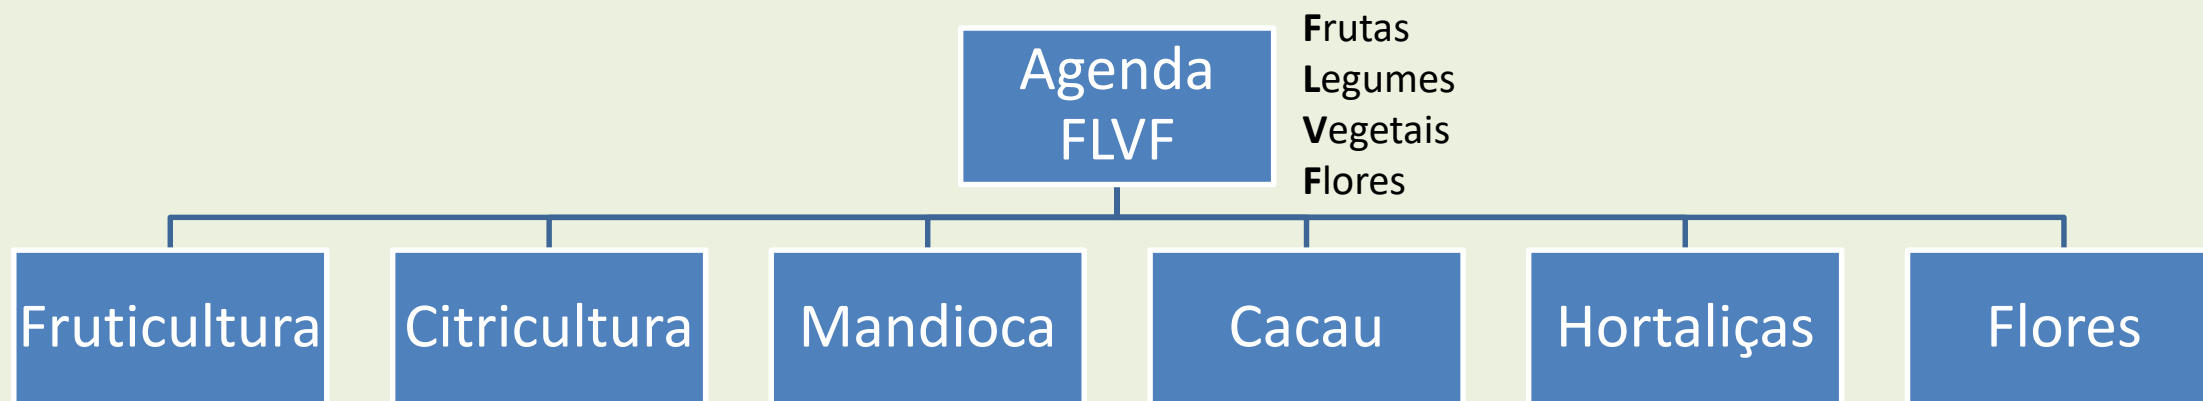 Agenda
FLVF
Frutas
Legumes
Vegetais
Flores
Fruticultura
Citricultura
Mandioca
Cacau
Hortaliças
Flores